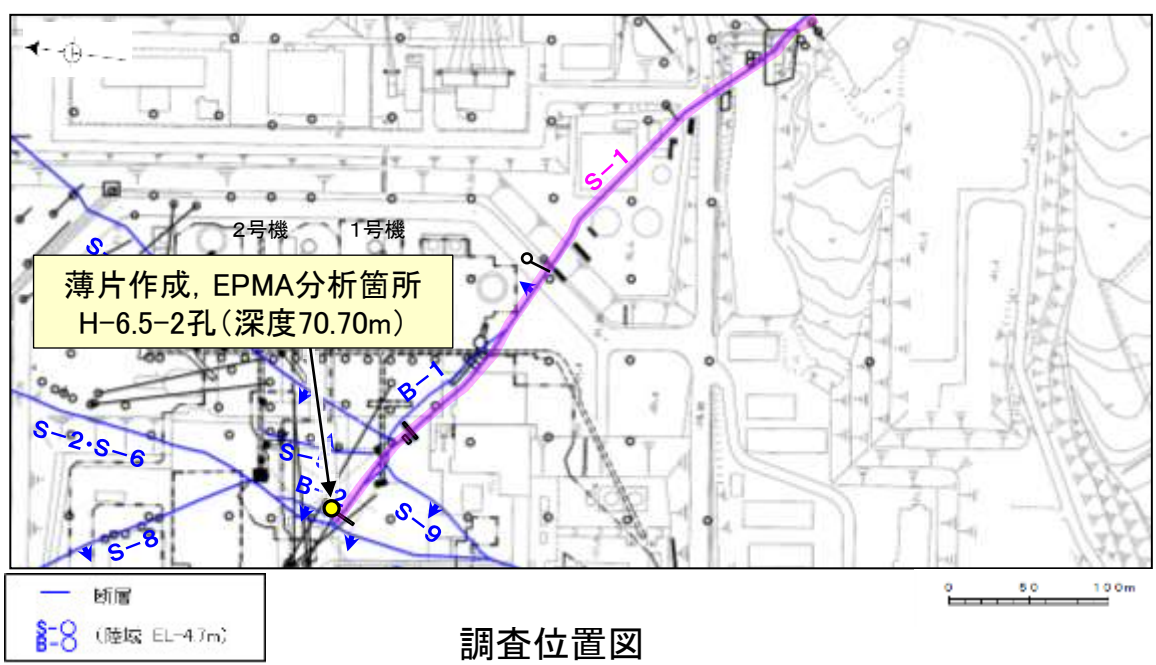 S-1
2号機
1号機
薄片作成, EPMA分析箇所
H-6.5-2孔(深度70.70m)
B-1
S-2・S-6
S-9
S-8
断層
S-○
B-○
(陸域 EL-4.7m)
0 50 100m
調査位置図